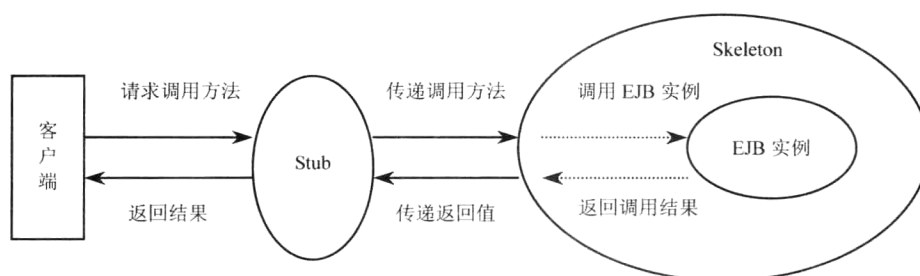 Skeleton
请求调用方法
传递调用方法
调用 EJB 实例
客户端
Stub
EJB 实例
返回结果
传递返回值
返回调用结果